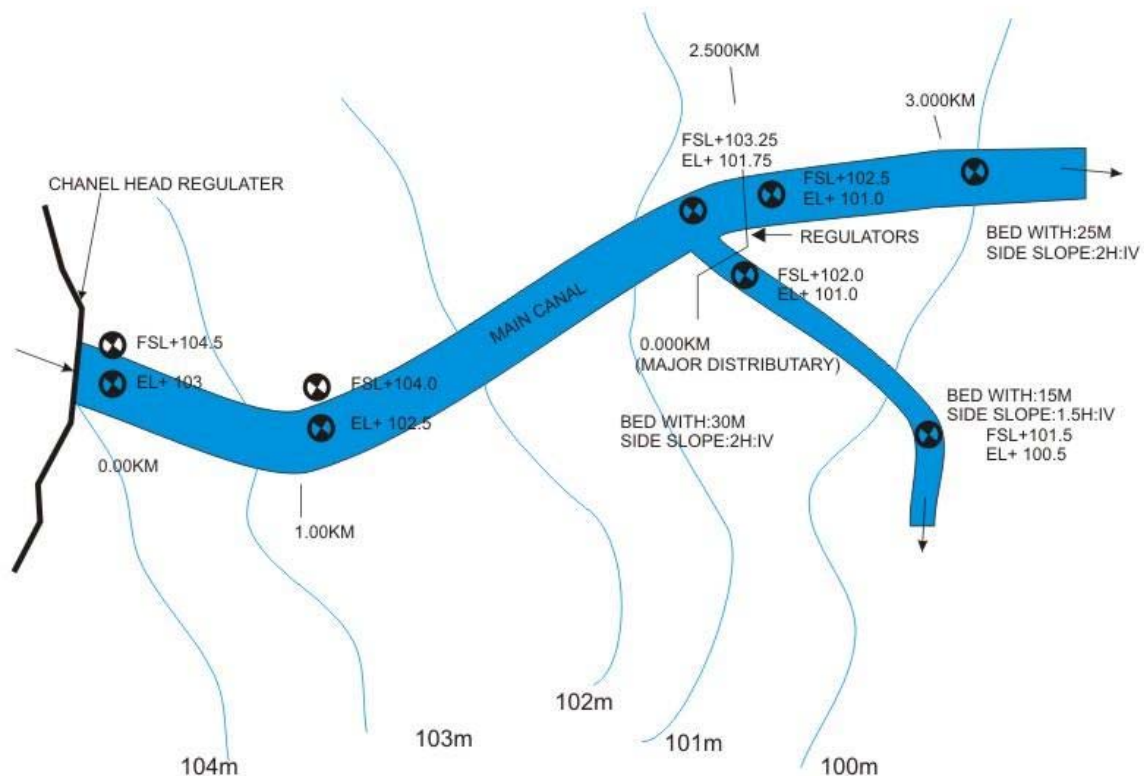 2.500KM
3.000KM
FSL+103.25
EL+ 101.75
CHANEL HEAD REGULATER
FSL+102.5
EL+ 101.0
BED WITH:25M
SIDE SLOPE:2H:IV
REGULATORS
FSL+102.0
EL+ 101.0
MAIN CANAL
FSL+104.5
EL+ 103
0.000KM
(MAJOR DISTRIBUTARY)
FSL+104.0
EL+ 102.5
BED WITH:30M
SIDE SLOPE:2H:IV
BED WITH:15M
SIDE SLOPE:1.5H:IV
FSL+101.5
EL+ 100.5
0.00KM
1.00KM
102m
103m
101m
104m
100m